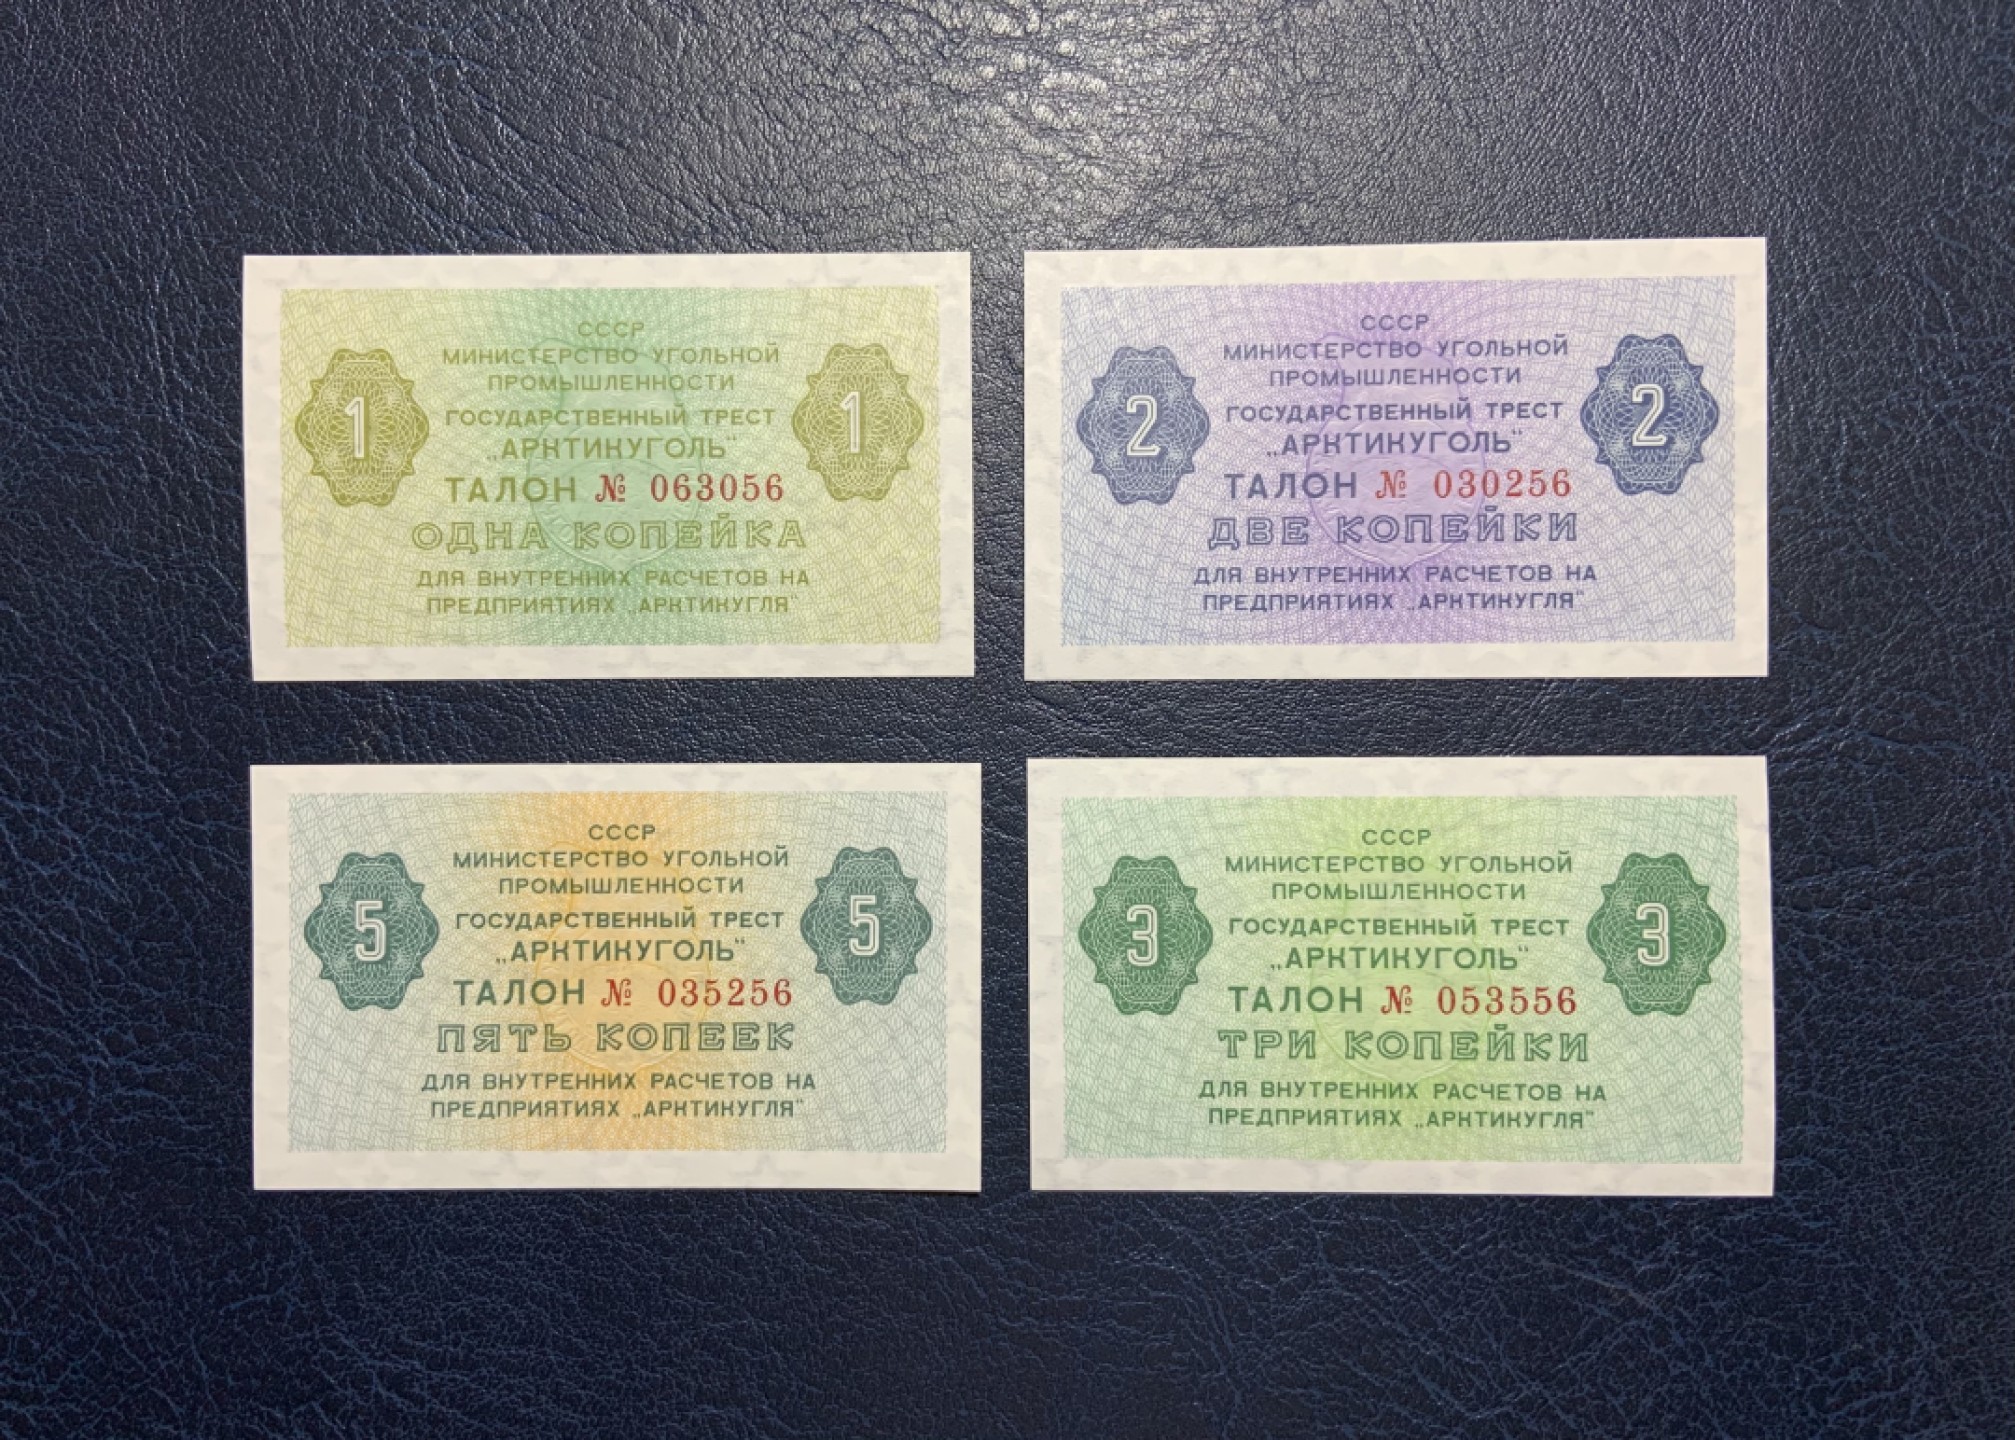 СССР
МИНИСТЕРСТВО УГОЛЬНОЙ
ПРОМЫШЛЕННОСТИ
ГОСУДАРСТВЕННЫЙ ТРЕСТ
„АРКТИКУГОЛЬ“
1
1
ТАЛОН № 063056
ОДНА КОПЕЙКА
ДЛЯ ВНУТРЕННИХ РАСЧЕТОВ НА
ПРЕДПРИЯТИЯХ „АРКТИКУГЛЯ“
СССР
МИНИСТЕРСТВО УГОЛЬНОЙ
ПРОМЫШЛЕННОСТИ
ГОСУДАРСТВЕННЫЙ ТРЕСТ
„АРКТИКУГОЛЬ“
2
2
ТАЛОН № 030256
ДВЕ КОПЕЙКИ
ДЛЯ ВНУТРЕННИХ РАСЧЕТОВ НА
ПРЕДПРИЯТИЯХ „АРКТИКУГЛЯ“
СССР
МИНИСТЕРСТВО УГОЛЬНОЙ
ПРОМЫШЛЕННОСТИ
ГОСУДАРСТВЕННЫЙ ТРЕСТ
„АРКТИКУГОЛЬ“
5
5
ТАЛОН № 035256
ПЯТЬ КОПЕЕК
ДЛЯ ВНУТРЕННИХ РАСЧЕТОВ НА
ПРЕДПРИЯТИЯХ „АРКТИКУГЛЯ“
СССР
МИНИСТЕРСТВО УГОЛЬНОЙ
ПРОМЫШЛЕННОСТИ
ГОСУДАРСТВЕННЫЙ ТРЕСТ
„АРКТИКУГОЛЬ“
3
3
ТАЛОН № 053556
ТРИ КОПЕЙКИ
ДЛЯ ВНУТРЕННИХ РАСЧЕТОВ НА
ПРЕДПРИЯТИЯХ „АРКТИКУГЛЯ“